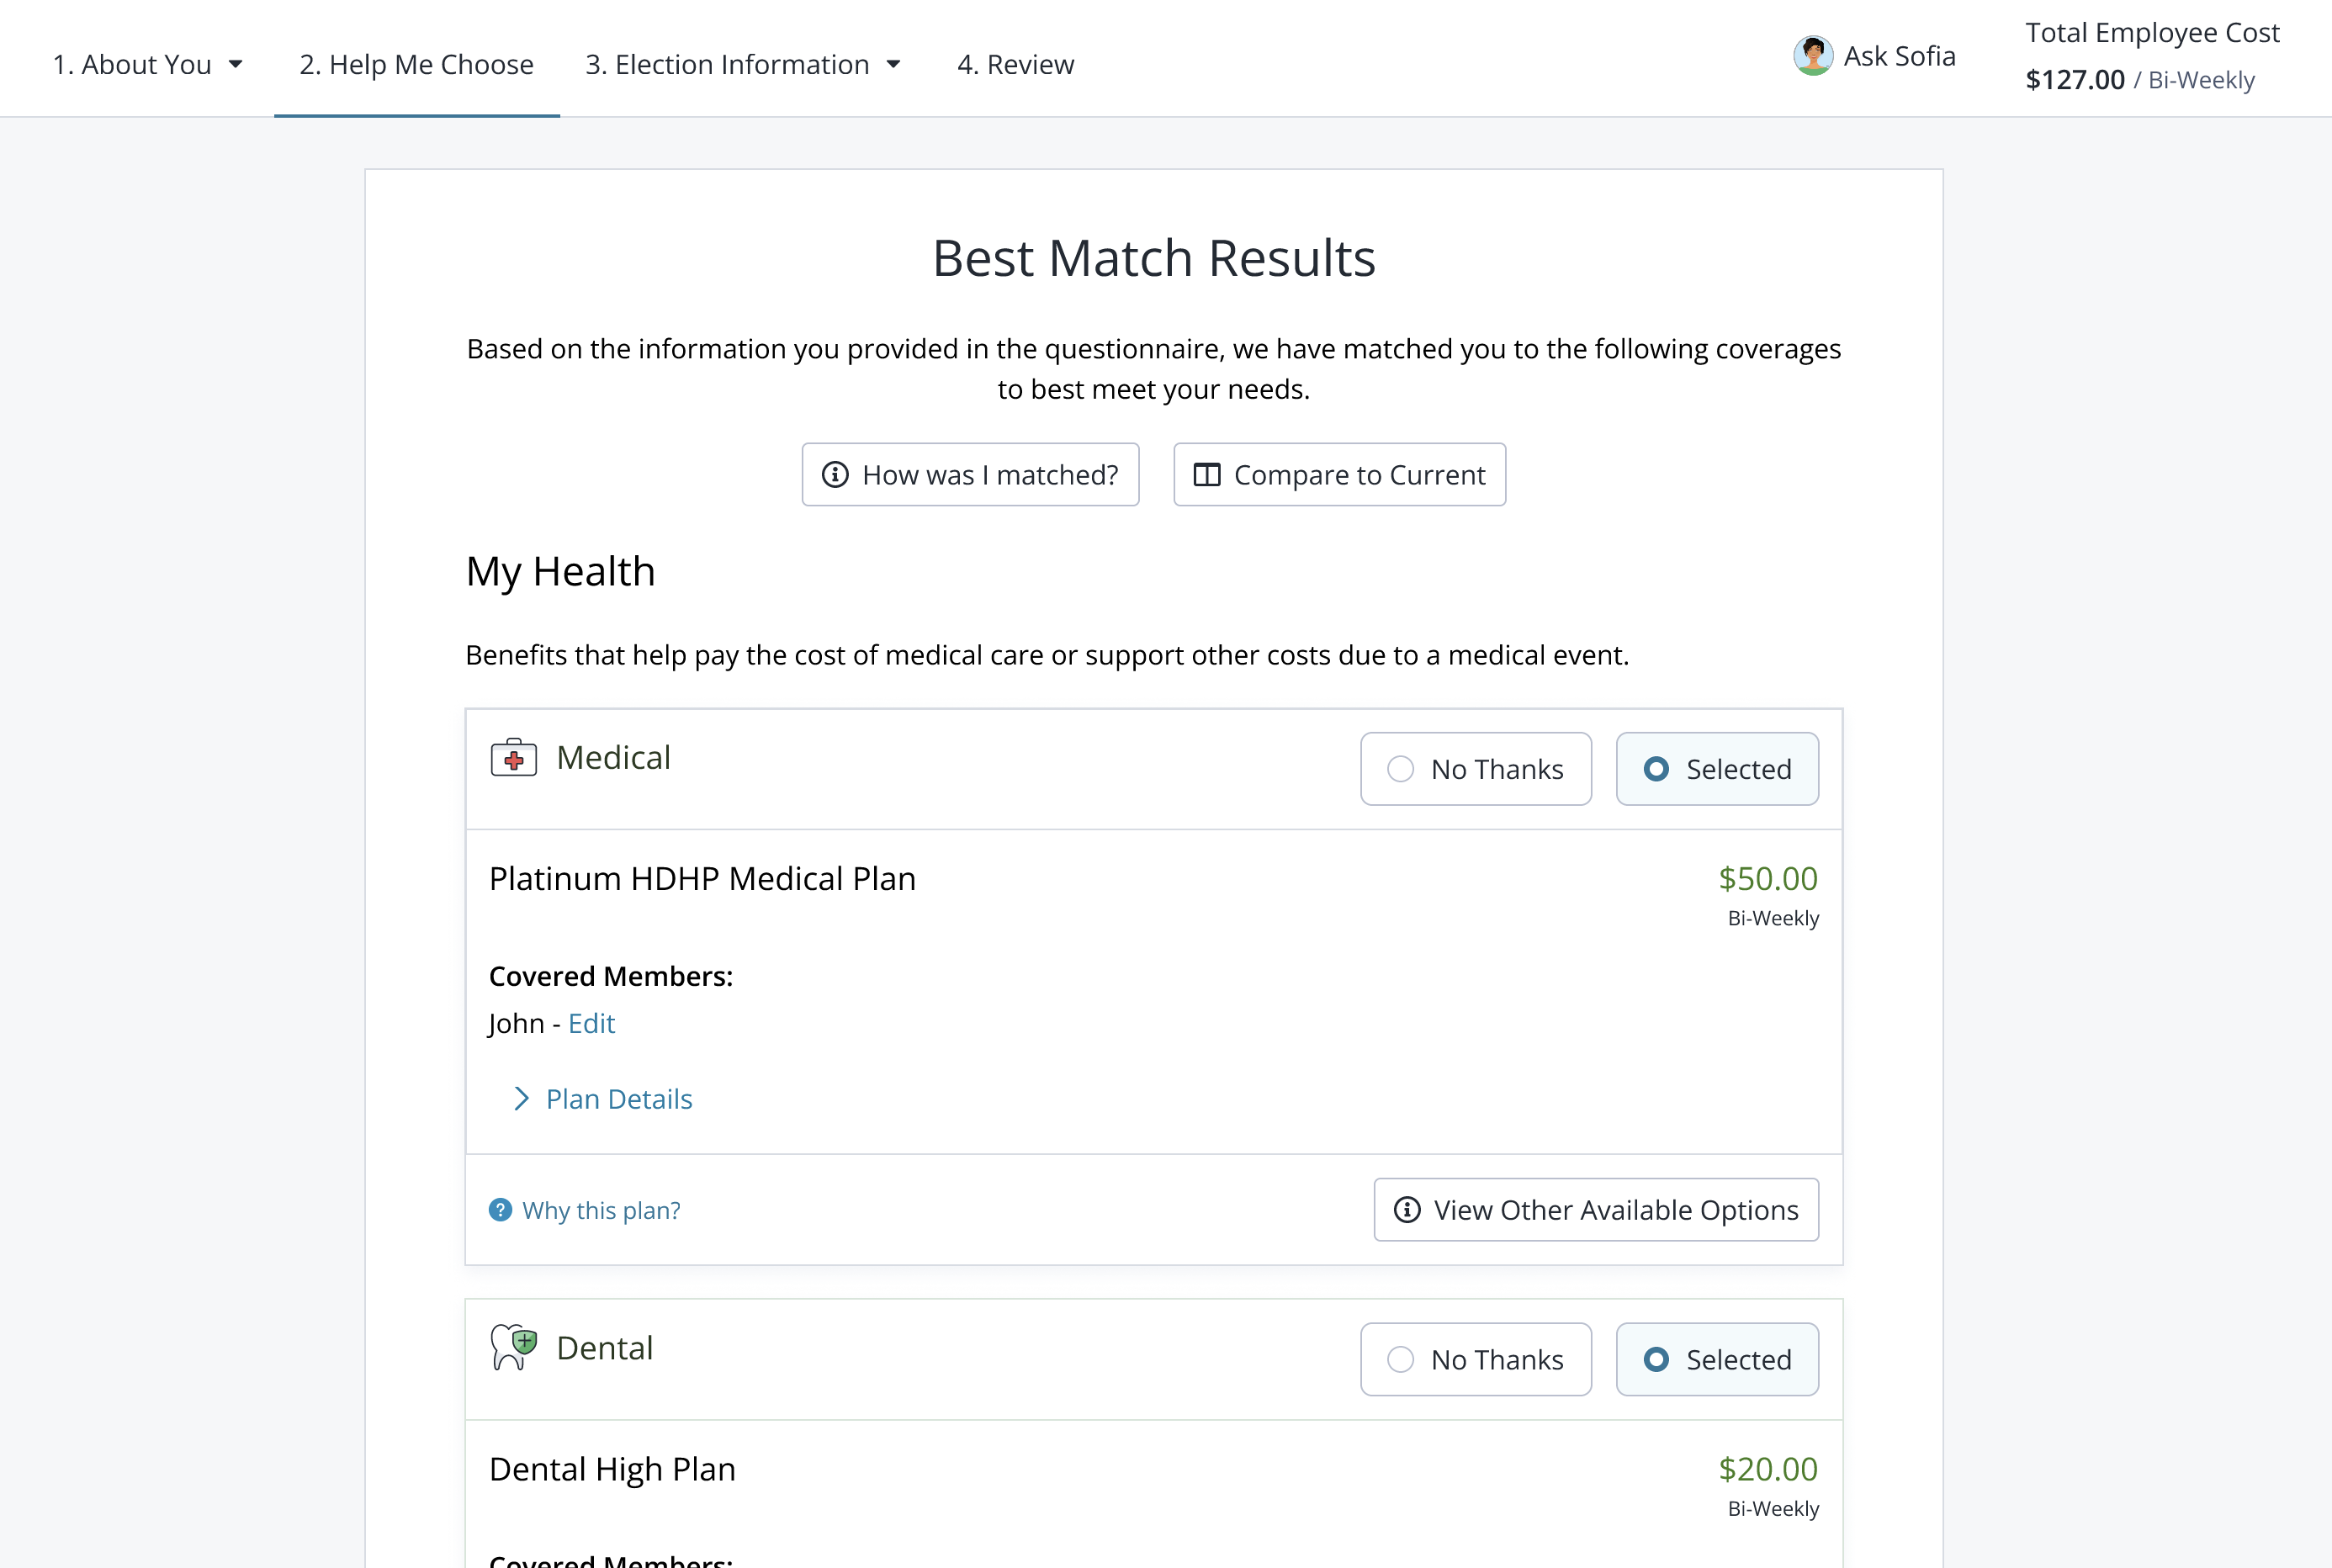 1. About You
2. Help Me Choose
3. Election Information
4. Review
Ask Sofia
Total Employee Cost
$127.00 / Bi-Weekly
Best Match Results
Based on the information you provided in the questionnaire, we have matched you to the following coverages
to best meet your needs.
How was I matched?
Compare to Current
My Health
Benefits that help pay the cost of medical care or support other costs due to a medical event.
Medical
No Thanks
Selected
Platinum HDHP Medical Plan
$50.00
Bi-Weekly
Covered Members:
John - Edit
Plan Details
Why this plan?
View Other Available Options
Dental
No Thanks
Selected
Dental High Plan
$20.00
Bi-Weekly
Covered Members: